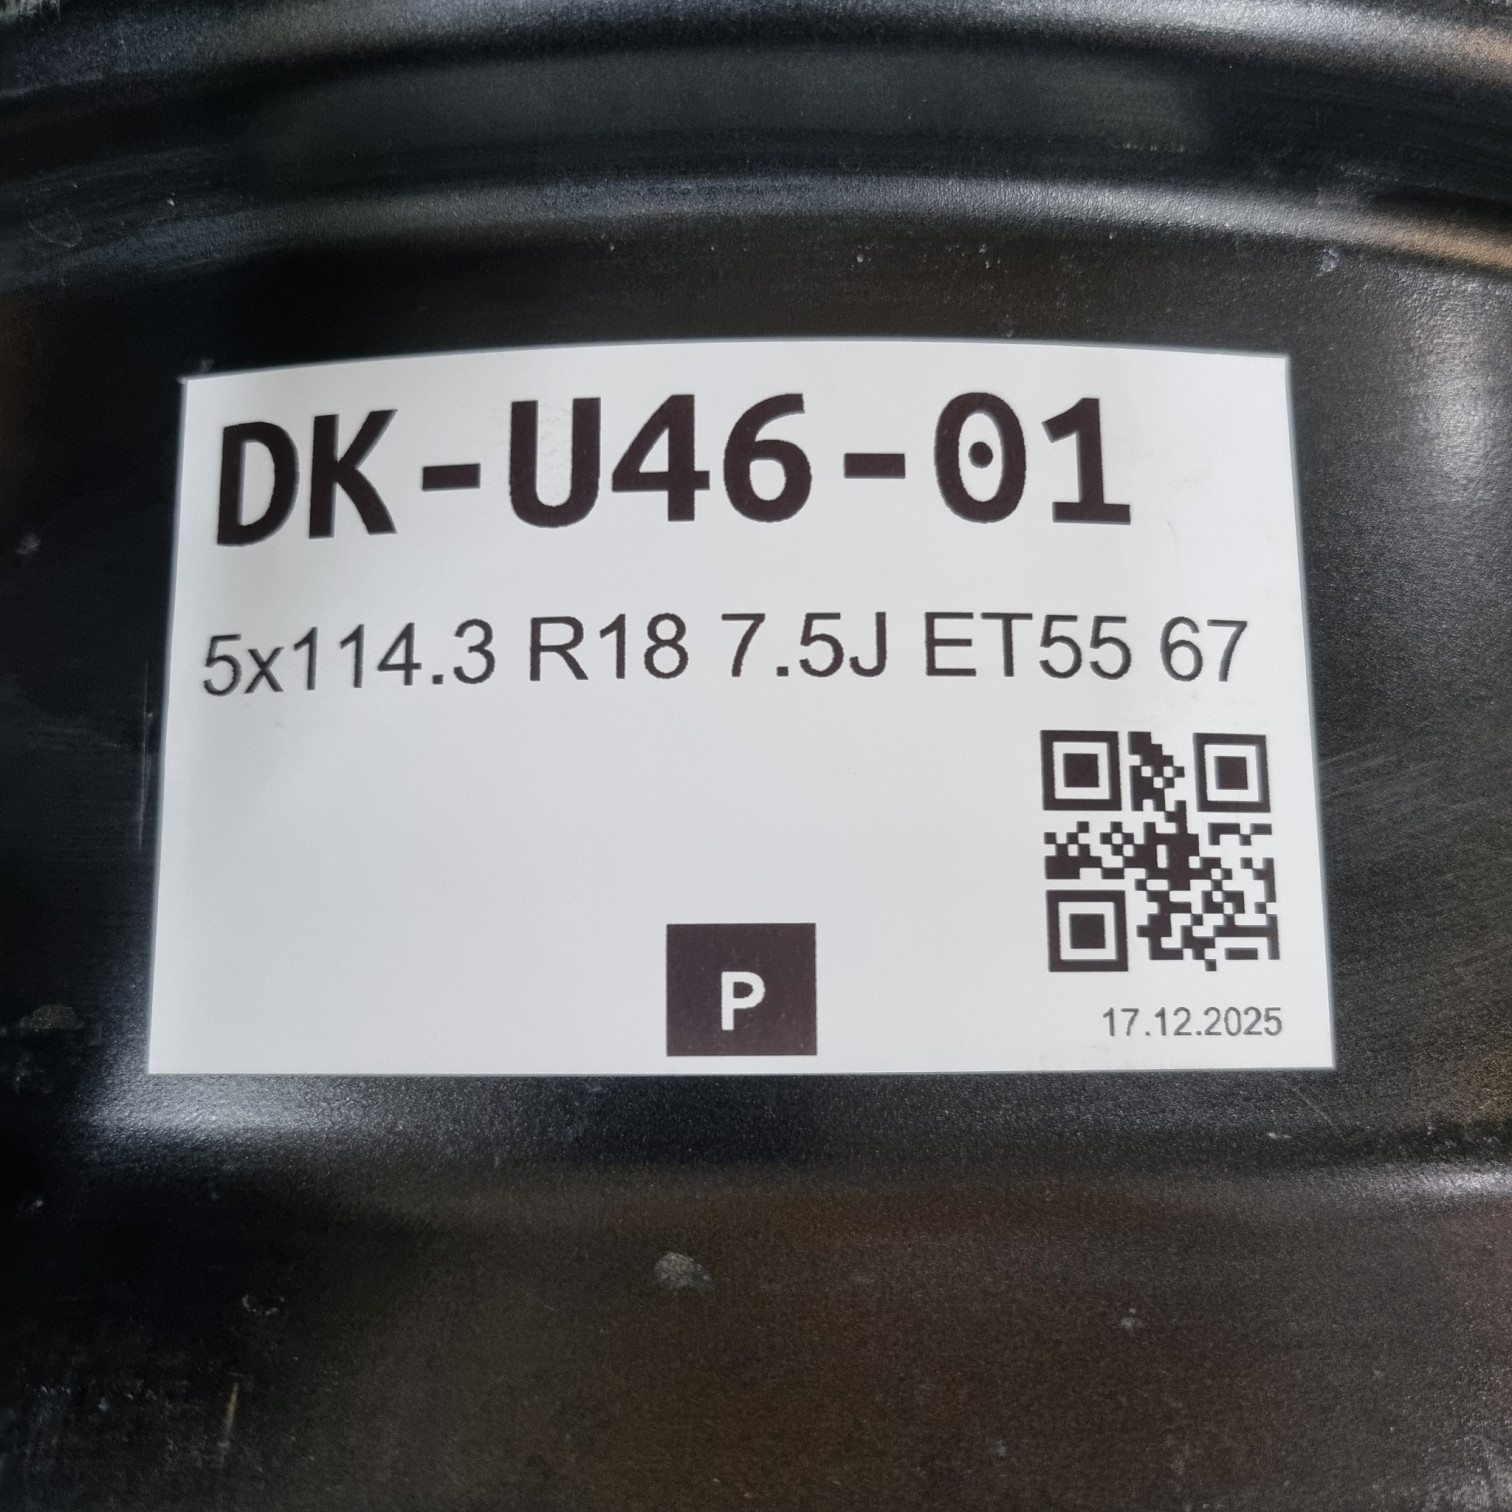 DK-U46-01
5x114.3 R18 7.5J ET55 67
P
17.12.2025